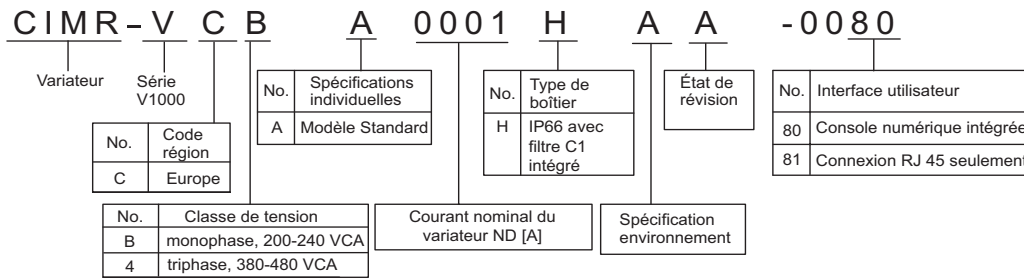 CIMR-V C B A 0001 H A A -0080
Variateur
Série
V1000
No. Code
région
C Europe
No. Classe de tension
B monophase, 200-240 VCA
4 triphase, 380-480 VCA
No. Spécifications
individuelles
A Modèle Standard
Courant nominal du
variateur ND [A]
No. Type de
boîtier
H IP66 avec
filtre C1
intégré
Spécification
environnement
État de
révision
No. Interface utilisateur
80 Console numérique intégrée
81 Connexion RJ 45 seulement